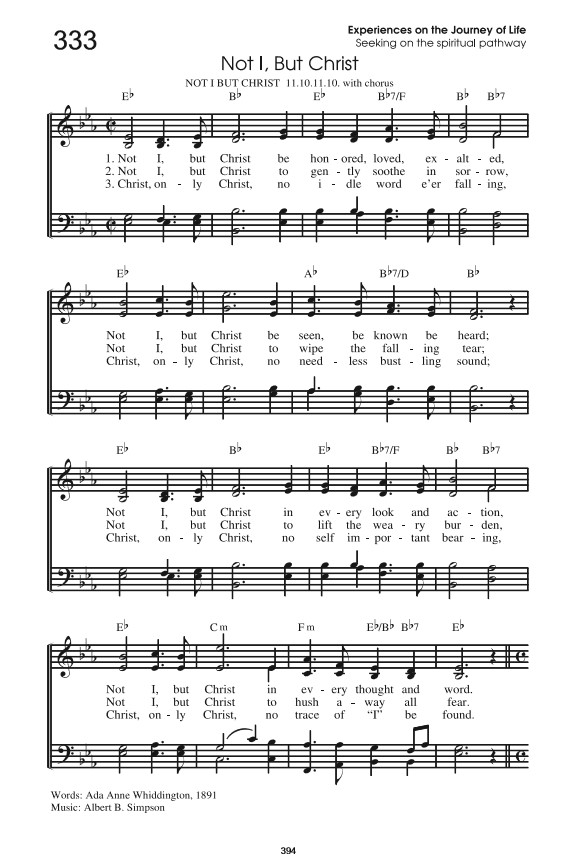 333
Experiences on the Journey of Life
Seeking on the spiritual pathway
Not I, But Christ
NOT I BUT CHRIST 11.10.11.10. with chorus
E♭ B♭ E♭ B♭7/F B♭ B♭7
1. Not I, but Christ be hon - ored, loved, ex - alt - ed,
2. Not I, but Christ to gen - tly soothe in sor - row,
3. Christ, on - ly Christ, no i - dle word e'er fall - ing,
E♭ A♭ B♭7/D B♭
Not I, but Christ be seen, be known be heard;
Not I, but Christ to wipe the fall - ing tear;
Christ, on - ly Christ, no need - less bust - ling sound;
E♭ B♭ E♭ B♭7/F B♭ B♭7
Not I, but Christ in ev - ery look and ac - tion,
Not I, but Christ to lift the wea - ry bur - den,
Christ, on - ly Christ, no self im - por - tant bear - ing,
E♭ Cm Fm E♭/B♭ B♭7 E♭
Not I, but Christ in ev - ery thought and word.
Not I, but Christ to hush a - way all fear.
Christ, on - ly Christ, no trace of “I” be found.
Words: Ada Anne Whiddington, 1891
Music: Albert B. Simpson
394